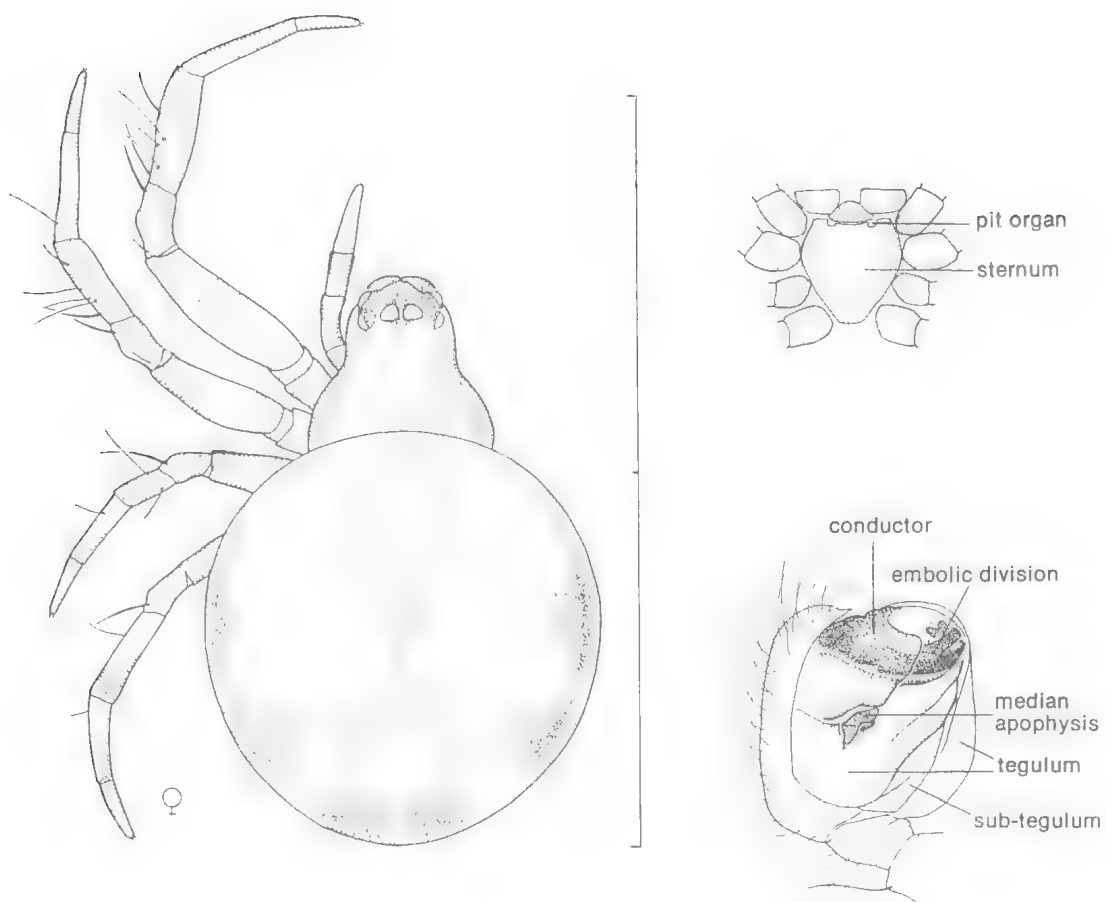 pit organ
sternum
♀
conductor
embolic division
median
apophysis
tegulum
sub-tegulum